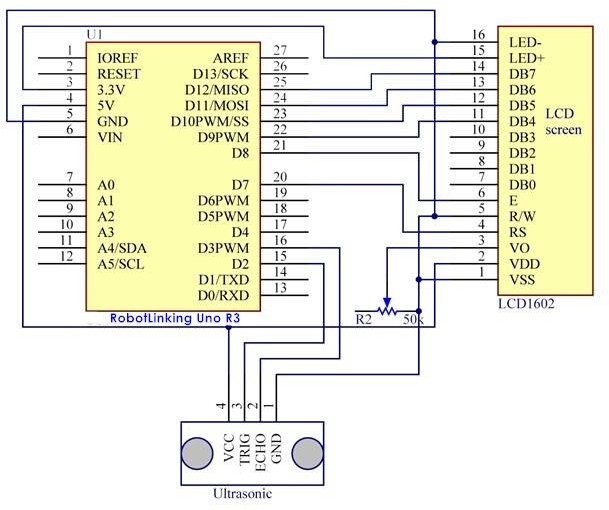 U1
1 IOREF AREF 27
2 RESET D13/SCK 26
3 3.3V D12/MISO 25
4 5V D11/MOSI 24
5 GND D10PWM/SS 23
6 VIN D9PWM 22
D8 21
7 A0 D7 20
8 A1 D6PWM 19
9 A2 D5PWM 18
10 A3 D4 17
11 A4/SDA D3PWM 16
12 A5/SCL D2 15
D1/TXD 14
D0/RXD 13
RobotLinking Uno R3
16 LED-
15 LED+
14 DB7
13 DB6
12 DB5
11 DB4
10 DB3
9 DB2
8 DB1
7 DB0
6 E
5 R/W
4 RS
3 VO
2 VDD
1 VSS
LCD
screen
LCD1602
R2 50k
4 VCC
3 TRIG
2 ECHO
1 GND
Ultrasonic